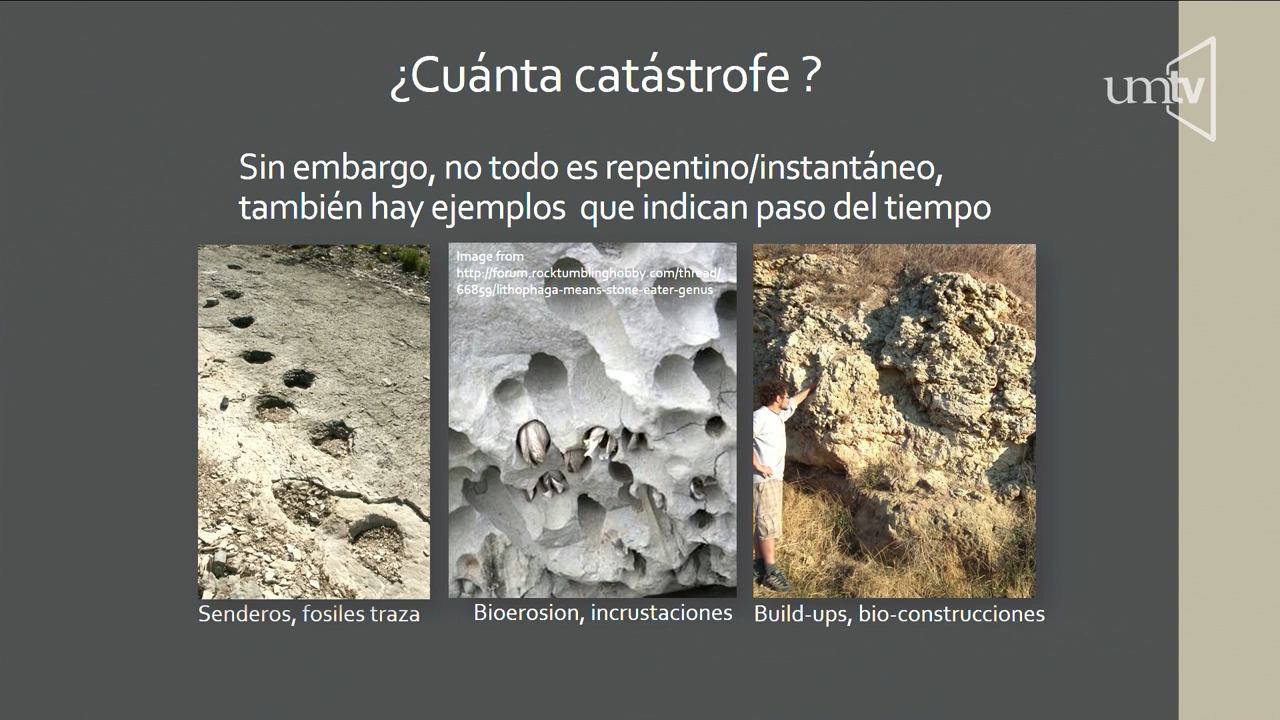 ¿Cuánta catástrofe ?
umtv
Sin embargo, no todo es repentino/instantáneo,
también hay ejemplos que indican paso del tiempo
Image from
http://forum.rocktumblinghobby.com/thread/
66859/lithophaga-means-stone-eater-genus
Senderos, fosiles traza
Bioerosion, incrustaciones
Build-ups, bio-construcciones